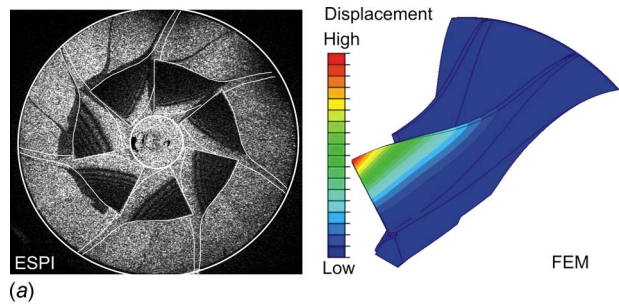 Displacement
High
Low
ESPI
FEM
(a)